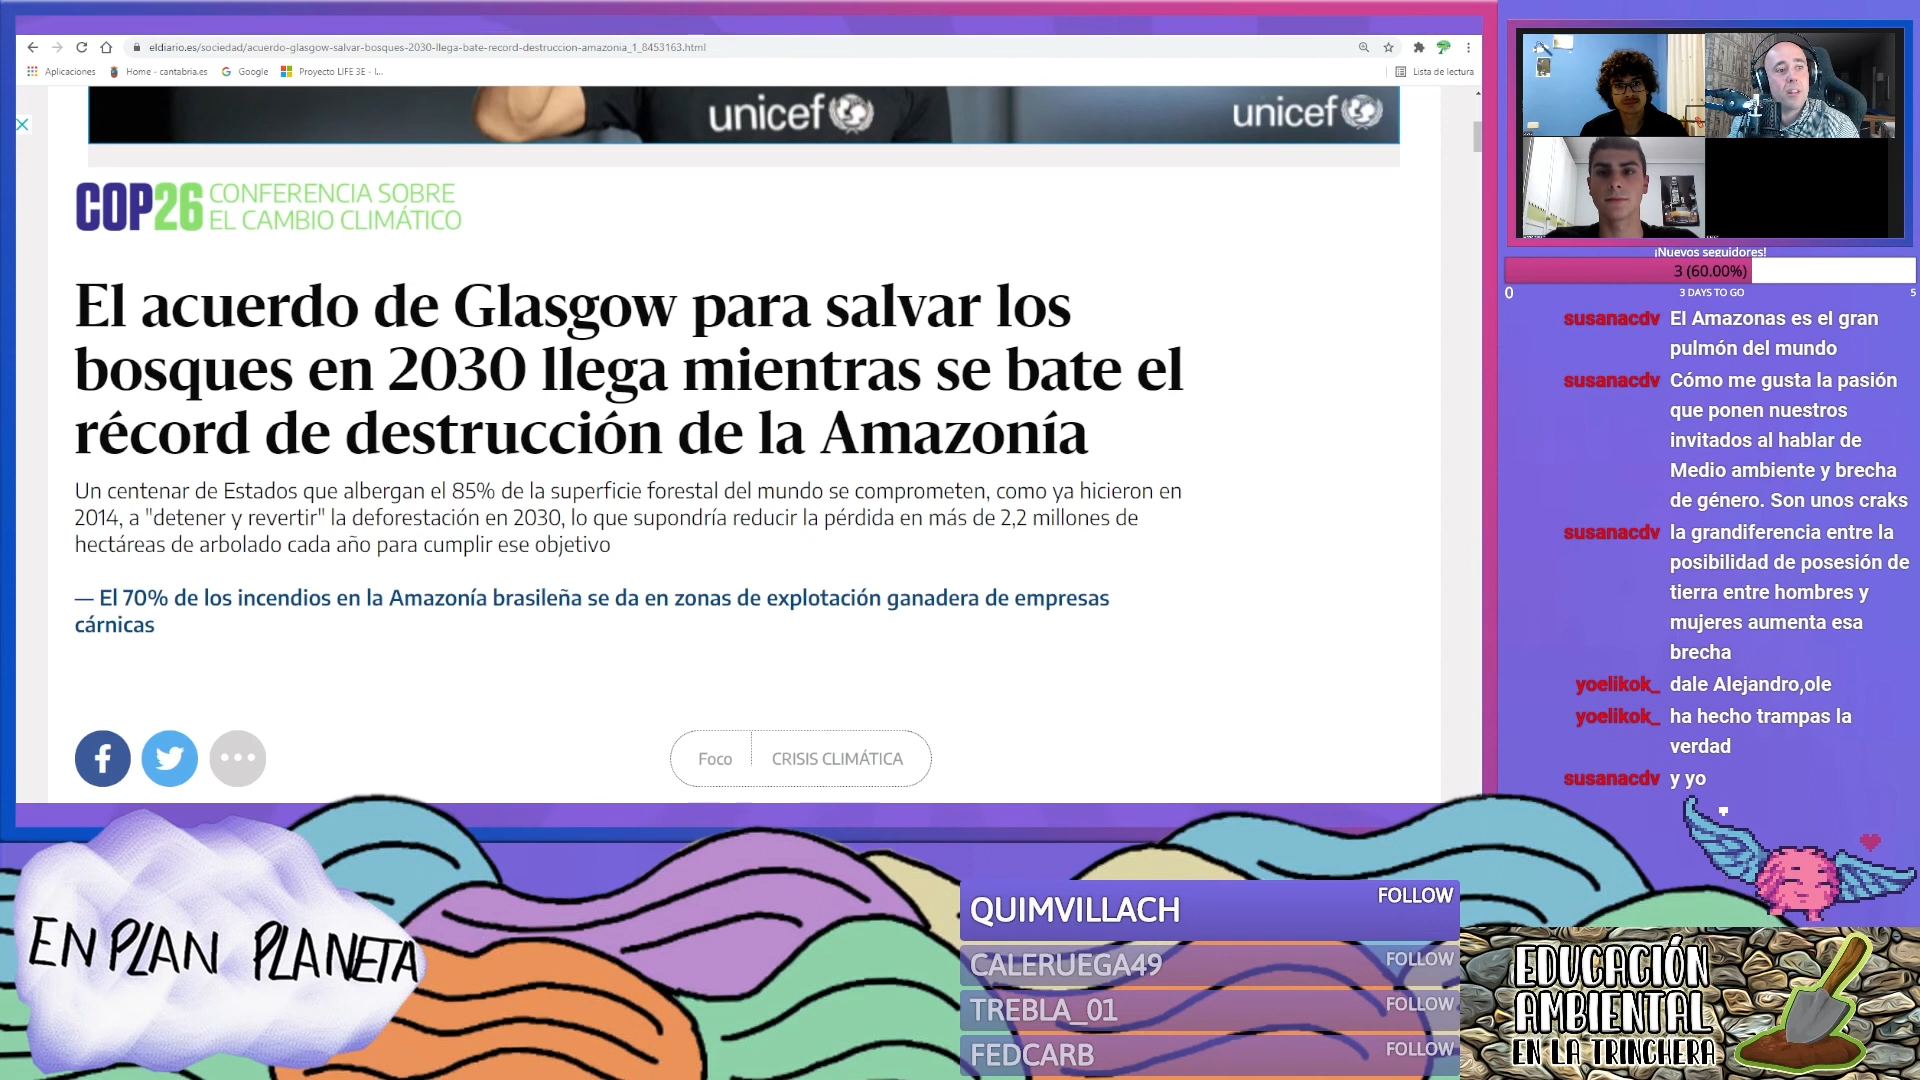 eldiario.es/sociedad/acuerdo-glasgow-salvar-bosques-2030-llega-bate-record-destruccion-amazonia_1_8453163.html
Aplicaciones
Home - cantabria.es
Google
Proyecto LIFE 3E - I...
Lista de lectura
unicef
unicef
COP26 CONFERENCIA SOBRE
EL CAMBIO CLIMÁTICO
El acuerdo de Glasgow para salvar los
bosques en 2030 llega mientras se bate el
récord de destrucción de la Amazonía
Un centenar de Estados que albergan el 85% de la superficie forestal del mundo se comprometen, como ya hicieron en
2014, a "detener y revertir" la deforestación en 2030, lo que supondría reducir la pérdida en más de 2,2 millones de
hectáreas de arbolado cada año para cumplir ese objetivo
— El 70% de los incendios en la Amazonía brasileña se da en zonas de explotación ganadera de empresas
cárnicas
Foco
CRISIS CLIMÁTICA
¡Nuevos seguidores!
3 (60.00%)
0
3 DAYS TO GO
5
susanacdv El Amazonas es el gran
pulmón del mundo
susanacdv Cómo me gusta la pasión
que ponen nuestros
invitados al hablar de
Medio ambiente y brecha
de género. Son unos craks
susanacdv la grandiferencia entre la
posibilidad de posesión de
tierra entre hombres y
mujeres aumenta esa
brecha
yoelikok_ dale Alejandro,ole
yoelikok_ ha hecho trampas la
verdad
susanacdv y yo
EN PLAN PLANETA
QUIMVILLACH FOLLOW
CALERUEGA49 FOLLOW
TREBLA_01 FOLLOW
FEDCARB FOLLOW
EDUCACIÓN
AMBIENTAL
EN LA TRINCHERA